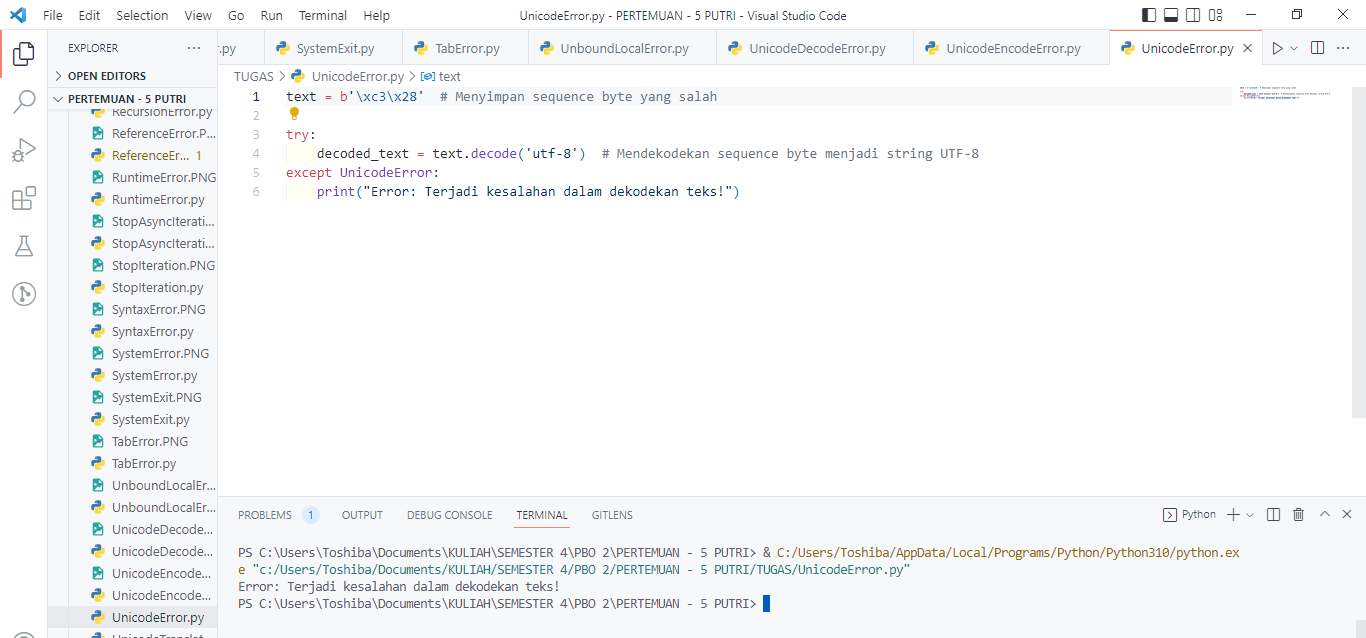 File Edit Selection View Go Run Terminal Help UnicodeError.py - PERTEMUAN - 5 PUTRI - Visual Studio Code
EXPLORER ... r.py SystemExit.py TabError.py UnboundLocalError.py UnicodeDecodeError.py UnicodeEncodeError.py UnicodeError.py ...
OPEN EDITORS
PERTEMUAN - 5 PUTRI
RecursionError.py
ReferenceError.P...
ReferenceEr... 1
RuntimeError.PNG
RuntimeError.py
StopAsyncIterati...
StopAsyncIterati...
StopIteration.PNG
StopIteration.py
SyntaxError.PNG
SyntaxError.py
SystemError.PNG
SystemError.py
SystemExit.PNG
SystemExit.py
TabError.PNG
TabError.py
UnboundLocalEr...
UnboundLocalEr...
UnicodeDecode...
UnicodeDecode...
UnicodeEncode...
UnicodeEncode...
UnicodeError.py
TUGAS > UnicodeError.py > text
1 text = b'\xc3\x28' # Menyimpan sequence byte yang salah
2
3 try:
4 decoded_text = text.decode('utf-8') # Mendekodekan sequence byte menjadi string UTF-8
5 except UnicodeError:
6 print("Error: Terjadi kesalahan dalam dekodekan teks!")
PROBLEMS 1 OUTPUT DEBUG CONSOLE TERMINAL GITLENS Python
PS C:\Users\Toshiba\Documents\KULIAH\SEMESTER 4\PBO 2\PERTEMUAN - 5 PUTRI> & C:/Users/Toshiba/AppData/Local/Programs/Python/Python310/python.ex
e "c:/Users/Toshiba/Documents/KULIAH/SEMESTER 4/PBO 2/PERTEMUAN - 5 PUTRI/TUGAS/UnicodeError.py"
Error: Terjadi kesalahan dalam dekodekan teks!
PS C:\Users\Toshiba\Documents\KULIAH\SEMESTER 4\PBO 2\PERTEMUAN - 5 PUTRI>